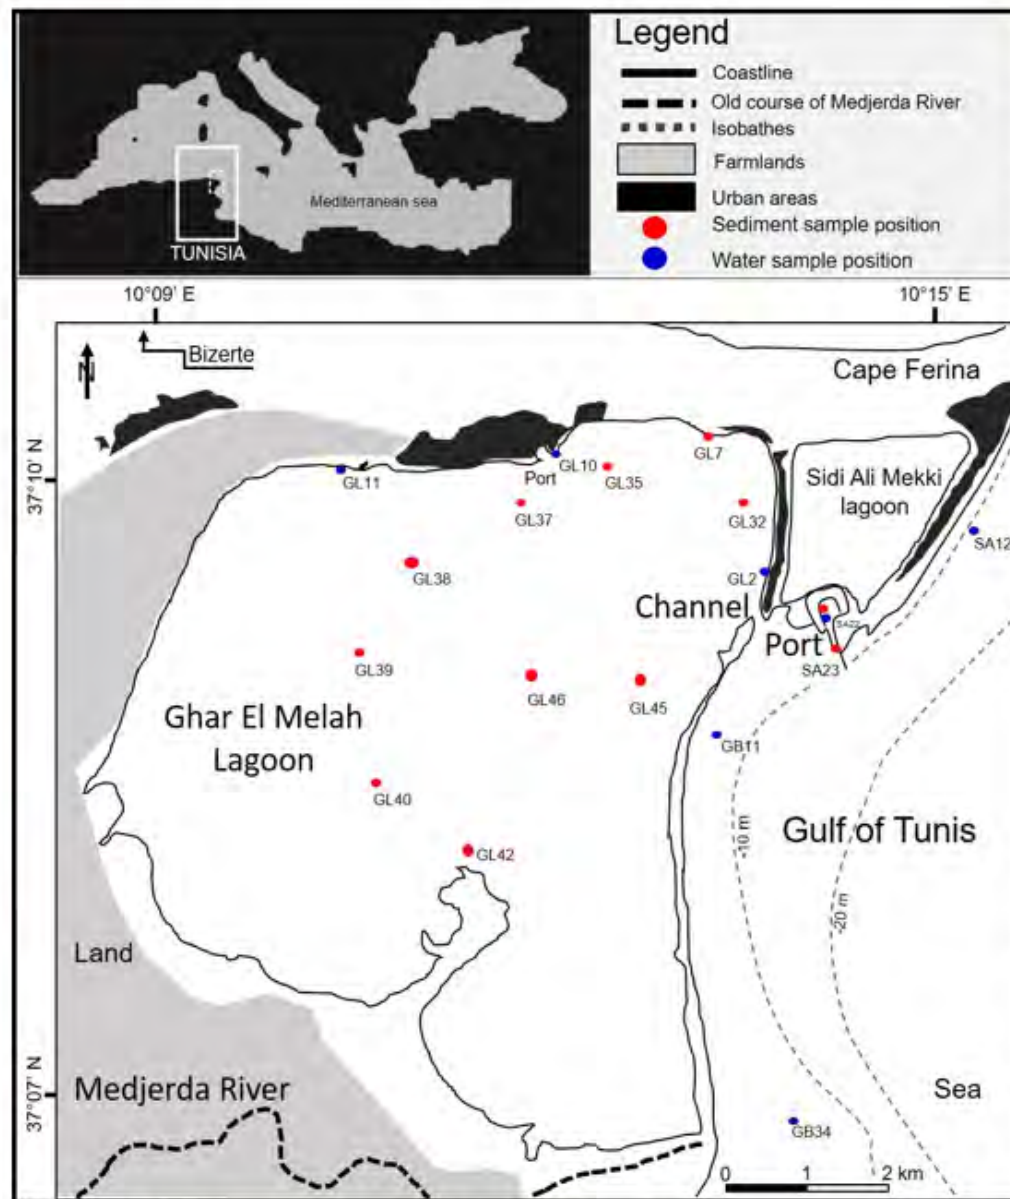 Legend
Coastline
Old course of Medjerda River
Isobathes
Farmlands
Urban areas
Sediment sample position
Water sample position
Mediterranean sea
TUNISIA
10°09' E
10°15' E
N
Bizerte
Cape Ferina
37°10' N
GL11
Port
GL10
GL35
GL7
Sidi Ali Mekki
lagoon
GL37
GL32
SA12
GL38
GL2
Channel
SA22
Port
SA23
GL39
GL46
GL45
Ghar El Melah
Lagoon
GB11
GL40
Gulf of Tunis
-10 m
-20 m
GL42
Land
37°07' N
Medjerda River
Sea
GB34
0 1 2 km